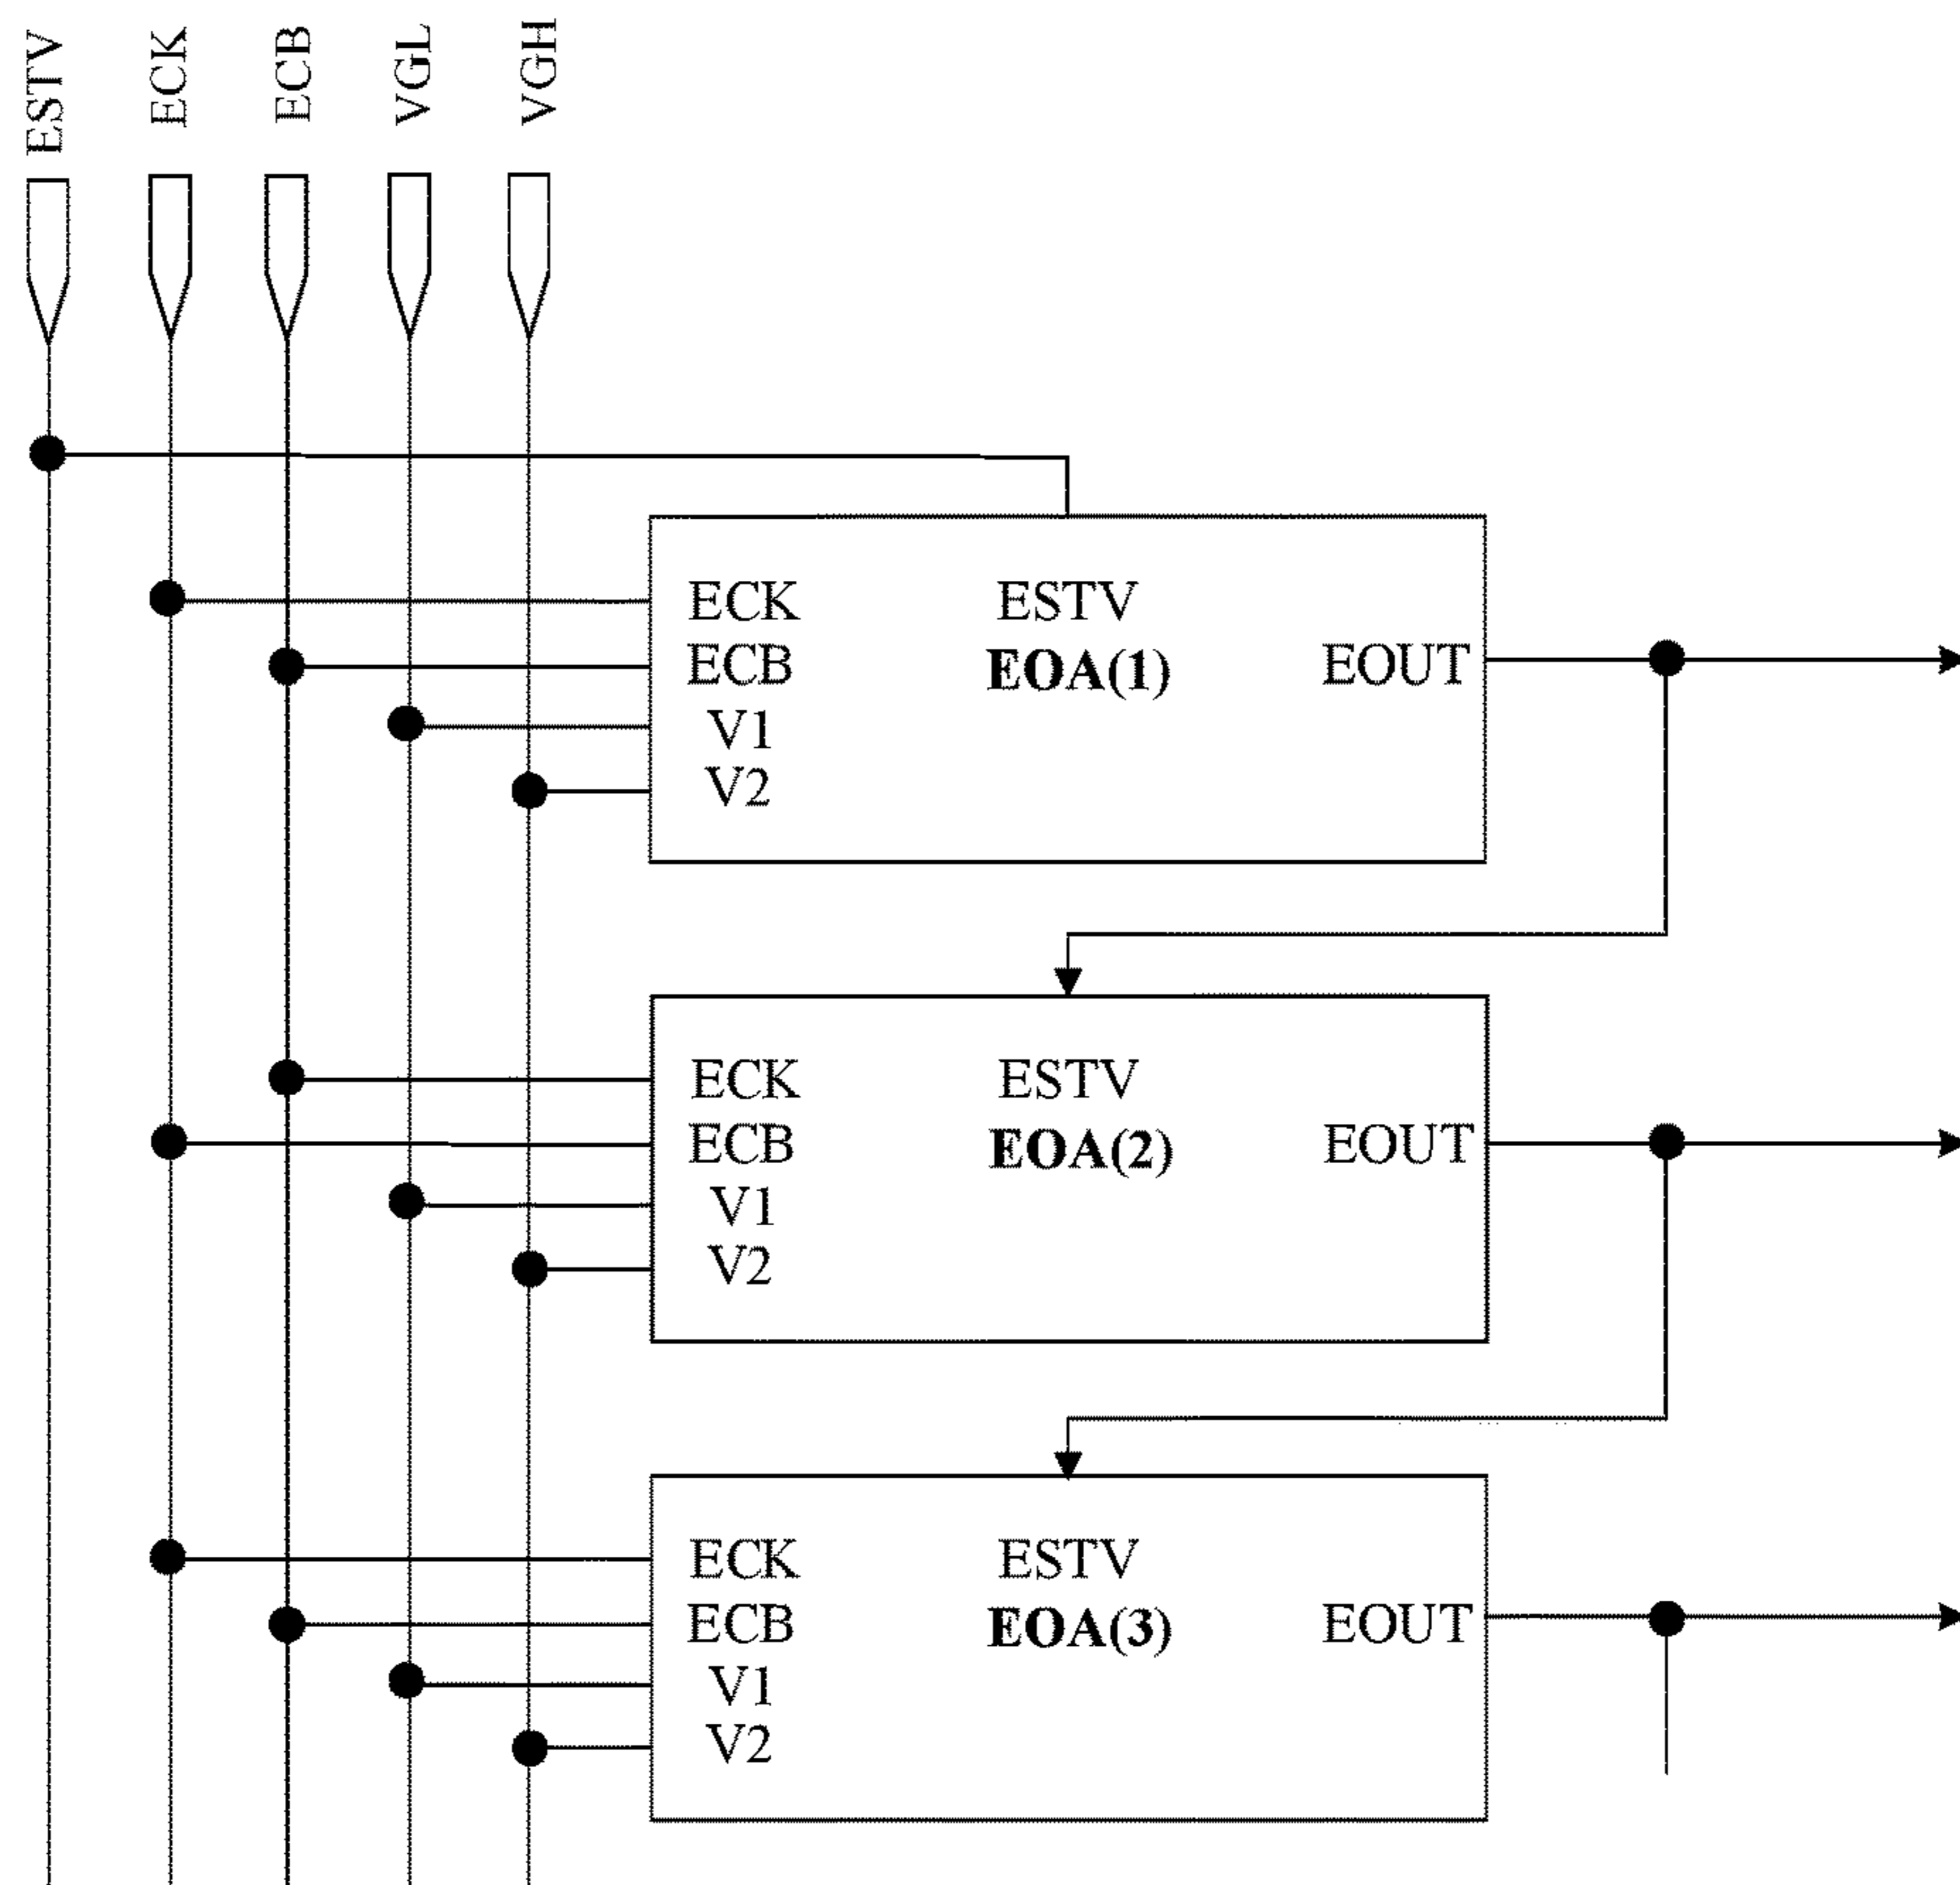 ESTV
ECK
ECB
VGL
VGH
ECK
ESTV
ECB
EOA(1)
EOUT
V1
V2
ECK
ESTV
ECB
EOA(2)
EOUT
V1
V2
ECK
ESTV
ECB
EOA(3)
EOUT
V1
V2